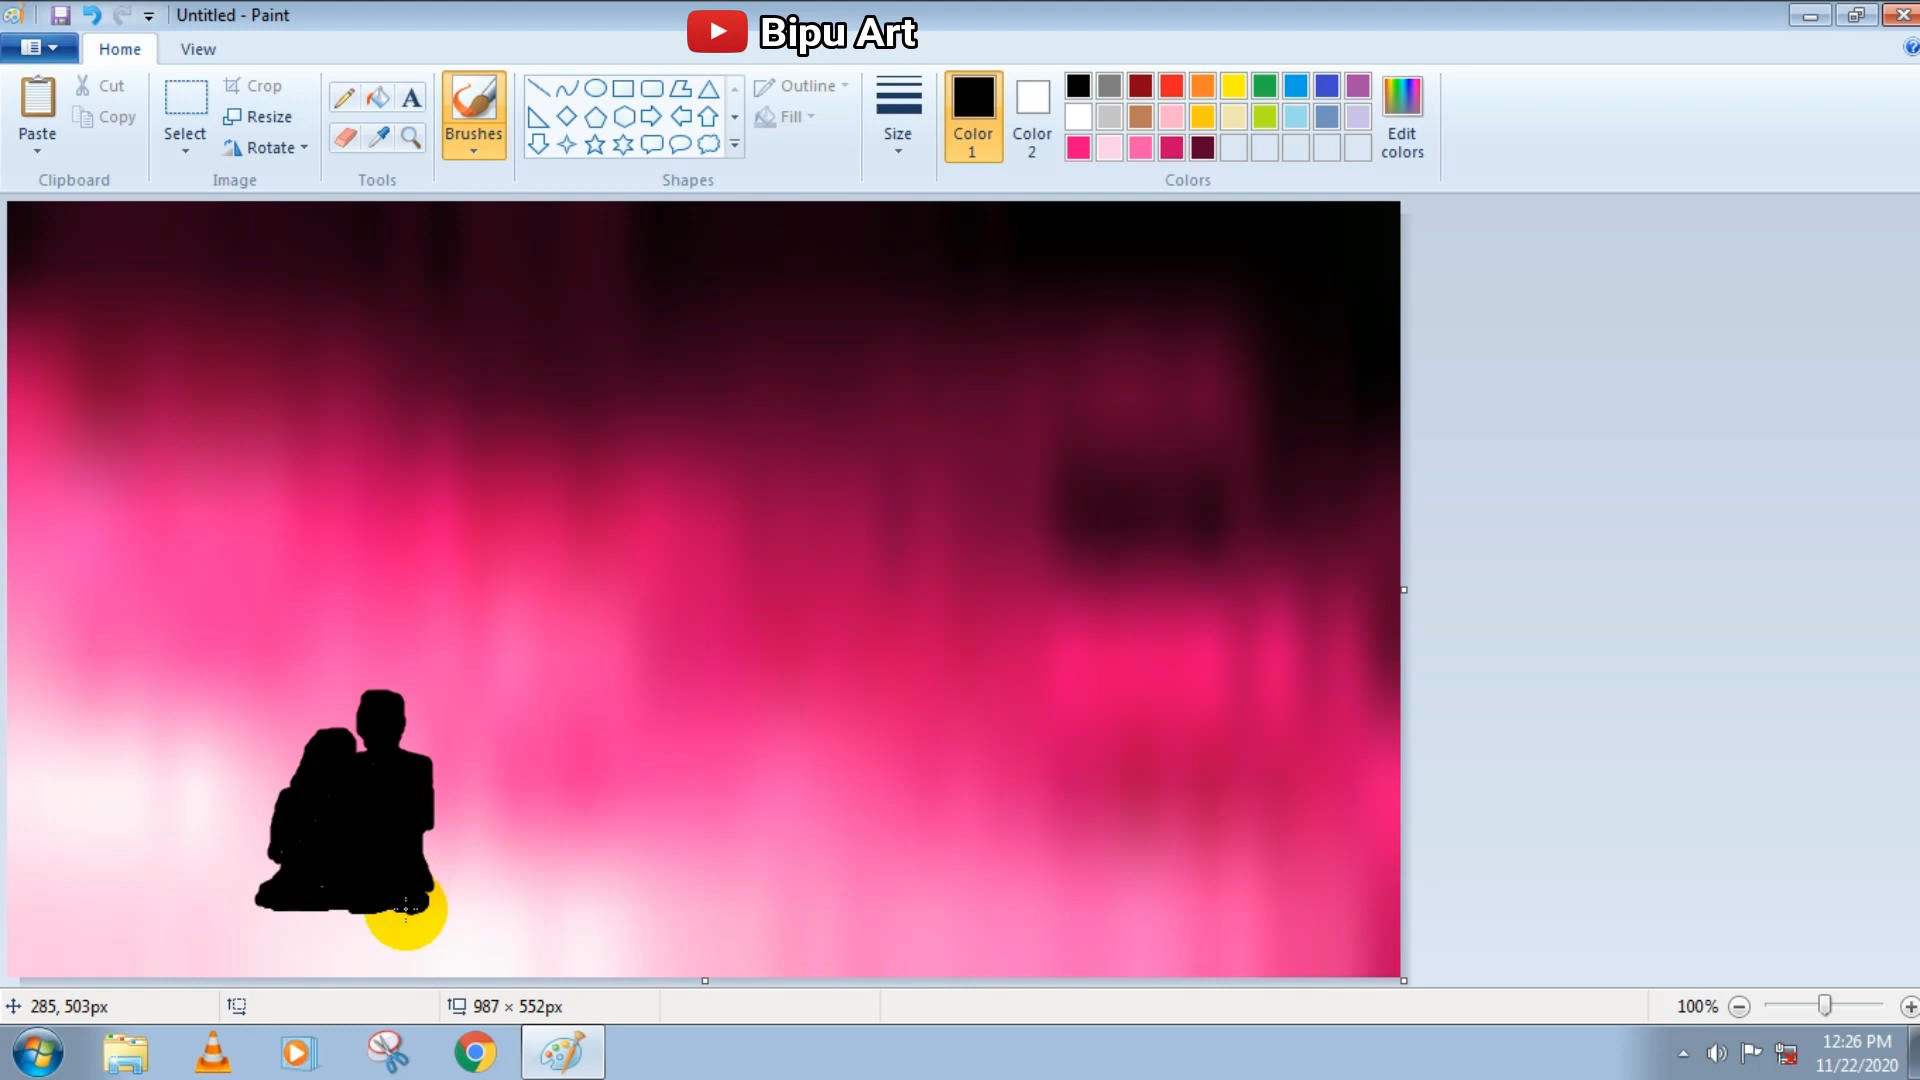 Untitled - Paint
Bipu Art
Home
View
Paste
Cut
Copy
Clipboard
Select
Crop
Resize
Rotate
Image
A
Tools
Brushes
Outline
Fill
Shapes
Size
Color 1
Color 2
Edit colors
Colors
285, 503px
987 × 552px
100%
12:26 PM
11/22/2020